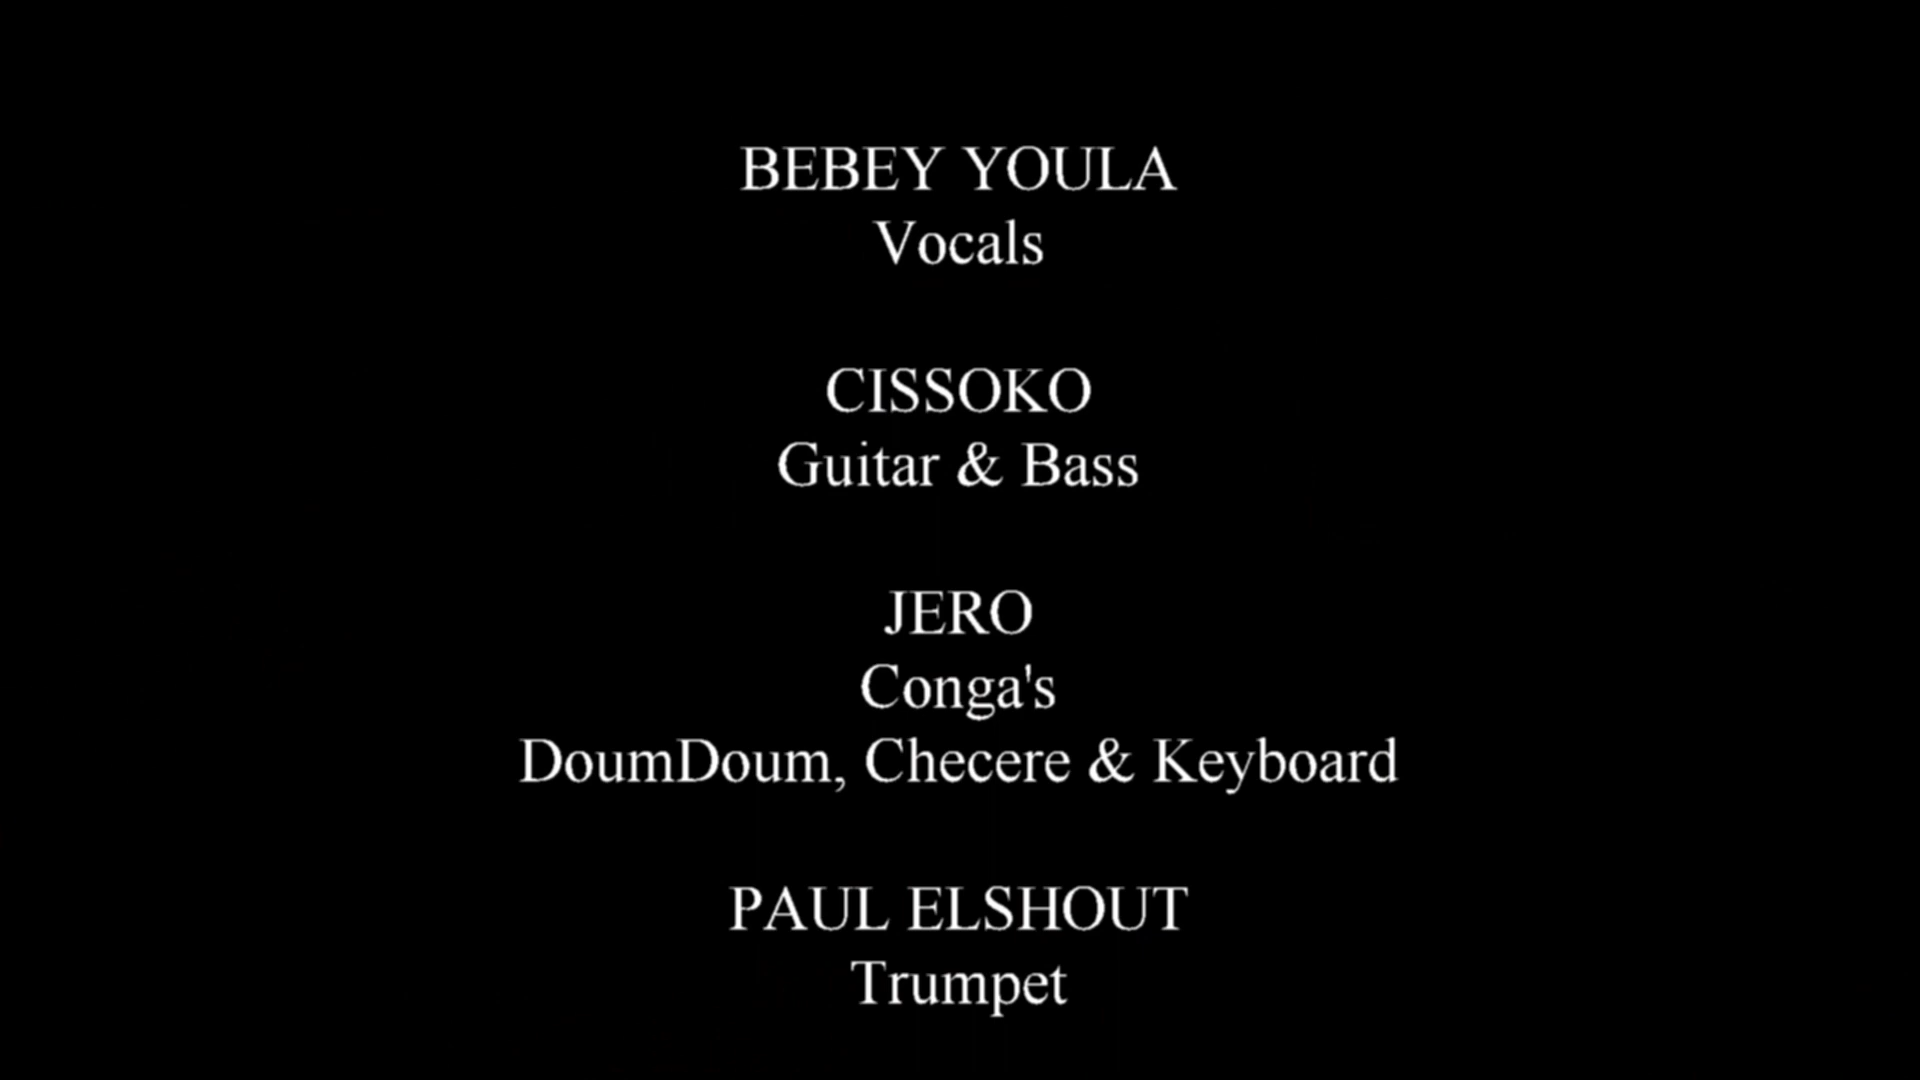 BEBEY YOULA
Vocals
CISSOKO
Guitar & Bass
JERO
Conga's
DoumDoum, Checere & Keyboard
PAUL ELSHOUT
Trumpet